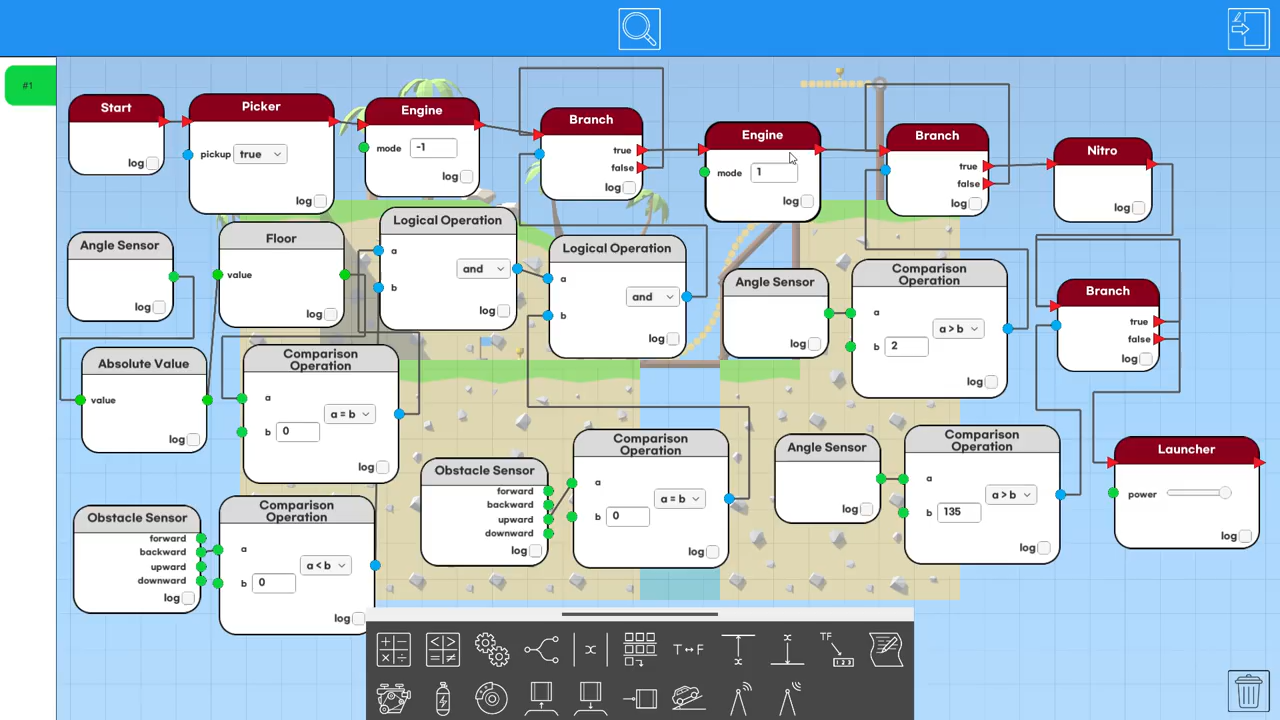 #1
Start
log
Picker
pickup true
log
Engine
mode -1
log
Branch
true
false
log
Engine
mode 1
log
Branch
true
false
log
Nitro
log
Angle Sensor
log
Floor
value
log
Logical Operation
a
and
b
log
Logical Operation
a
and
b
log
Angle Sensor
log
Comparison
Operation
a
a > b
b 2
log
Branch
true
false
log
Absolute Value
value
log
Comparison
Operation
a
a = b
b 0
log
Obstacle Sensor
forward
backward
upward
downward
log
Comparison
Operation
a
a = b
b 0
log
Angle Sensor
log
Comparison
Operation
a
a > b
b 135
log
Launcher
power
log
Obstacle Sensor
forward
backward
upward
downward
log
Comparison
Operation
a
a < b
b 0
log
x
T↔F
x
x
TF
123